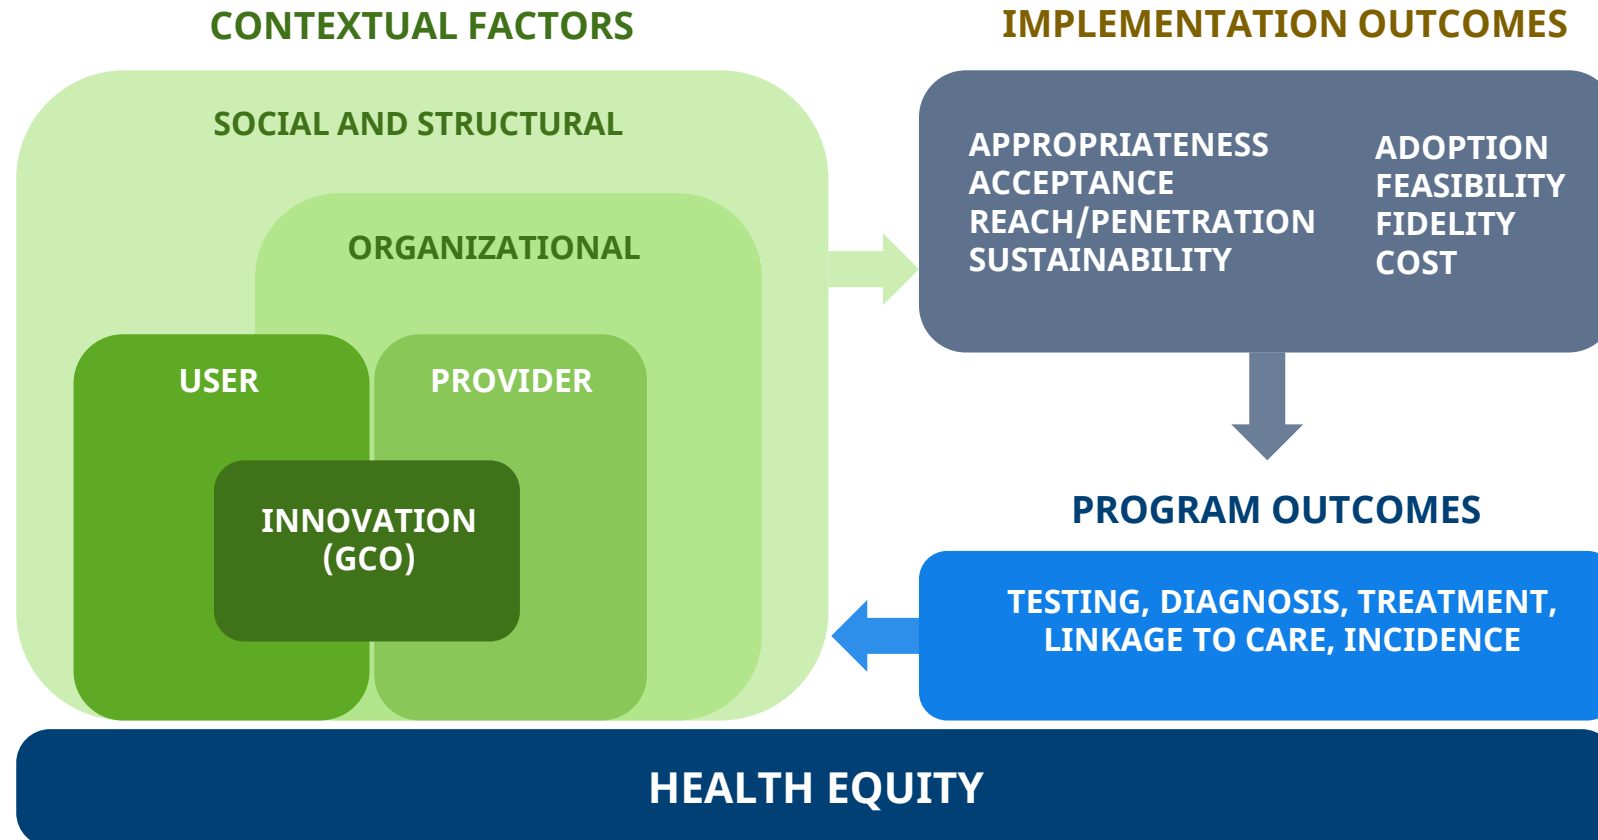 CONTEXTUAL FACTORS
SOCIAL AND STRUCTURAL
ORGANIZATIONAL
USER
PROVIDER
INNOVATION
(GCO)
IMPLEMENTATION OUTCOMES
APPROPRIATENESS
ACCEPTANCE
REACH/PENETRATION
SUSTAINABILITY
ADOPTION
FEASIBILITY
FIDELITY
COST
PROGRAM OUTCOMES
TESTING, DIAGNOSIS, TREATMENT,
LINKAGE TO CARE, INCIDENCE
HEALTH EQUITY